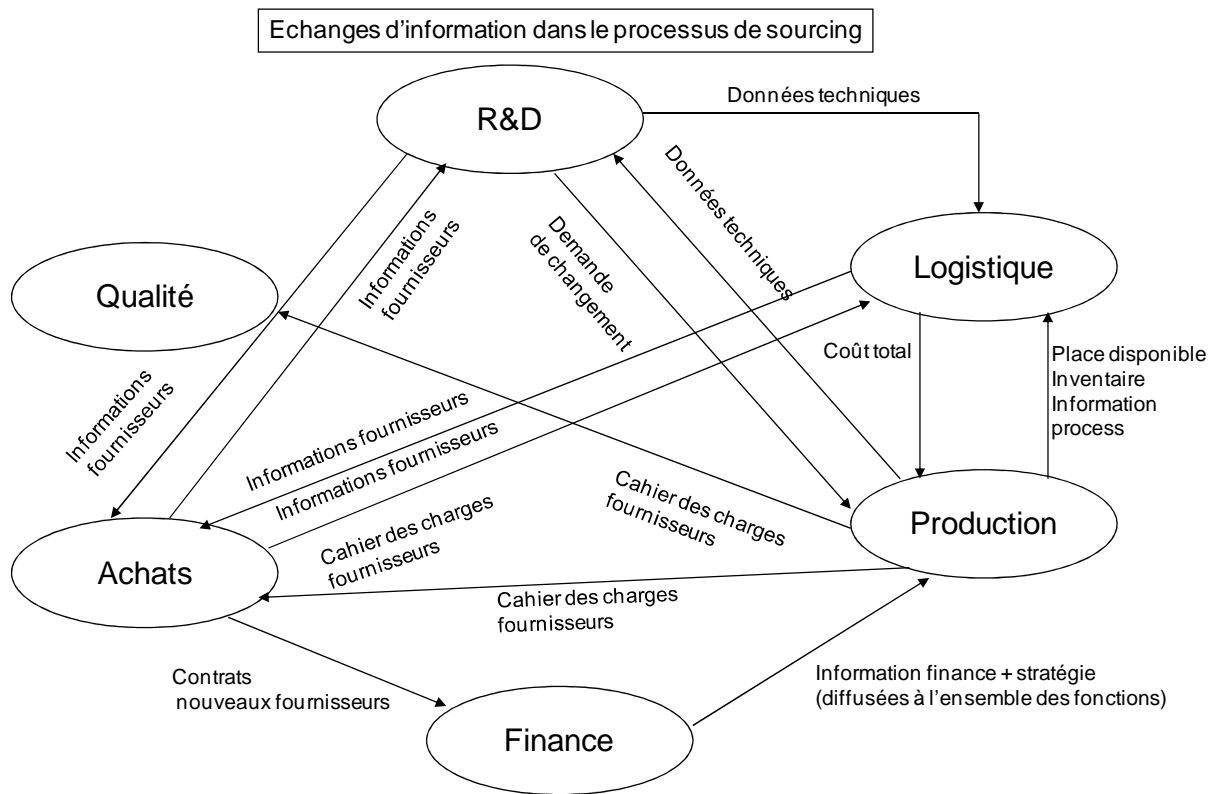 Echanges d'information dans le processus de sourcing
R&D
Données techniques
Données techniques
Informations
fournisseurs
Demande
de changement
Logistique
Qualité
Coût total
Place disponible
Inventaire
Information
process
Informations
fournisseurs
Informations fournisseurs
Informations fournisseurs
Cahier des charges
fournisseurs
Cahier des charges
fournisseurs
Production
Achats
Cahier des charges
fournisseurs
Contrats
nouveaux fournisseurs
Information finance + stratégie
(diffusées à l'ensemble des fonctions)
Finance